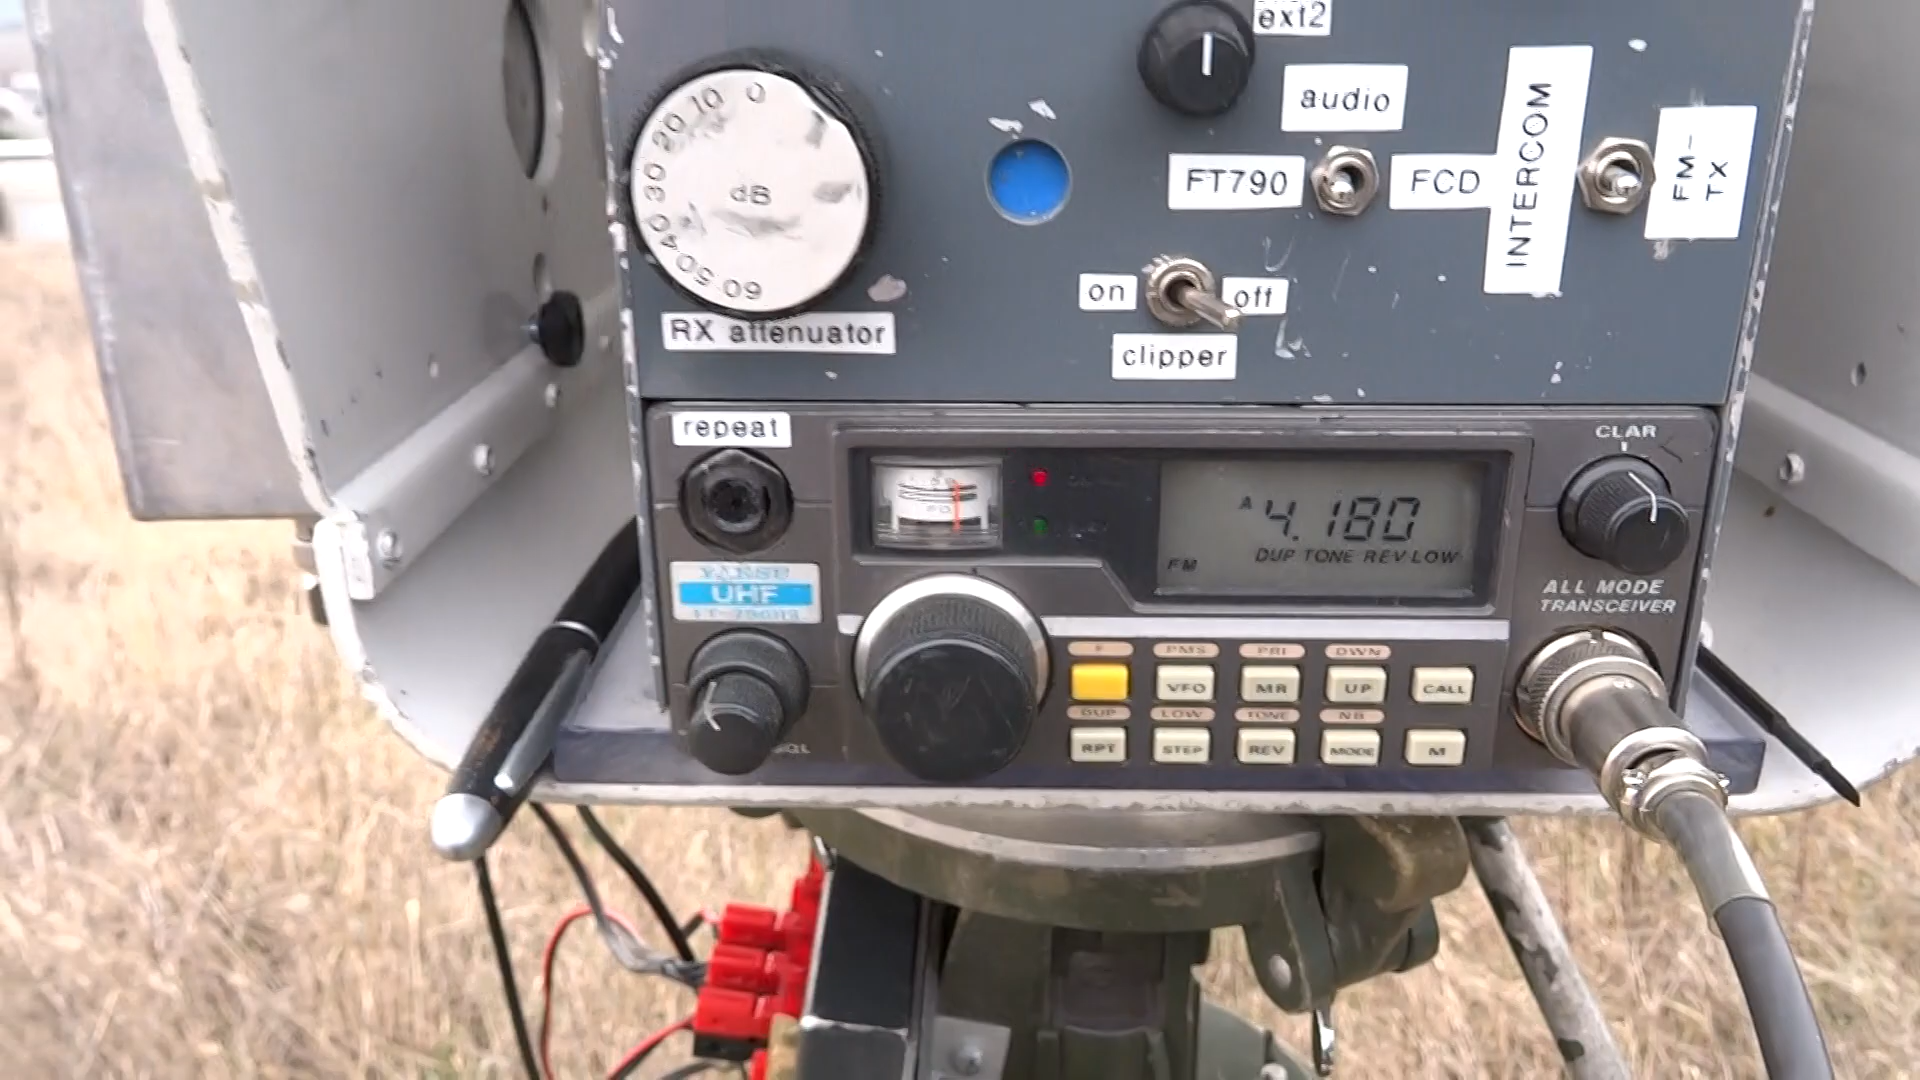 ext2
audio
0
10
20
30
40
50
60
dB
RX attenuator
FT790
FCD
INTERCOM
FM-
TX
on
off
clipper
repeat
CLAR
A 4.180
DUP TONE REV LOW
FM
YAESU
UHF
ALL MODE
TRANSCEIVER
F PMS PRI DWN
VFO MR UP CALL
DUP LOW TONE NB
RPT STEP REV MODE M
SQL